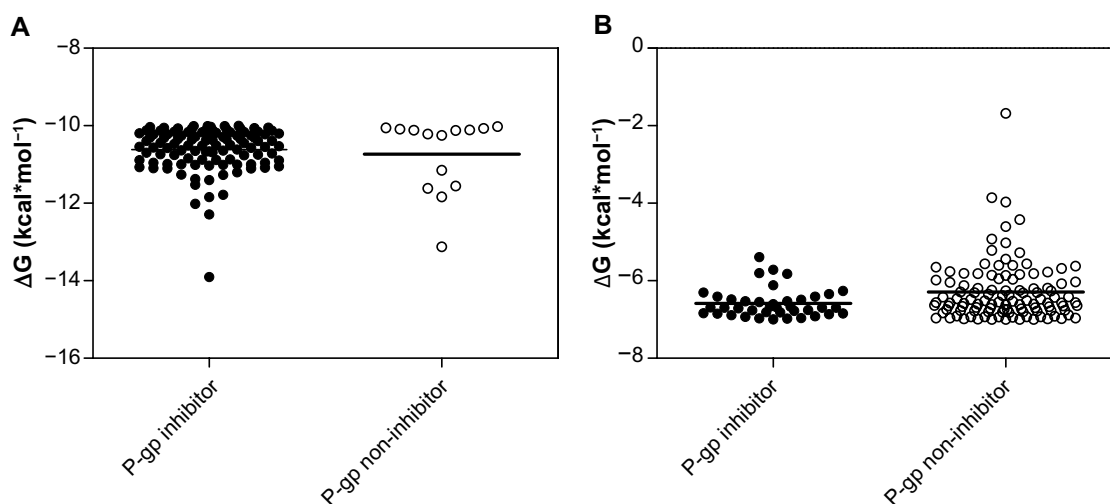 A
ΔG (kcal*mol⁻¹)
−8
−10
−12
−14
−16
P-gp inhibitor
P-gp non-inhibitor
B
ΔG (kcal*mol⁻¹)
0
−2
−4
−6
−8
P-gp inhibitor
P-gp non-inhibitor